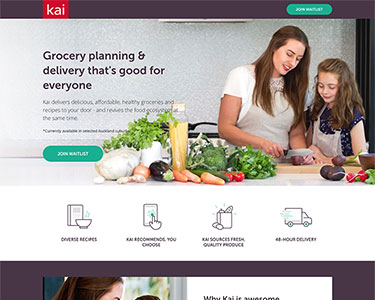 kai
JOIN WAITLIST
Grocery planning &
delivery that's good for
everyone
Kai delivers delicious, affordable, healthy groceries and
recipes to your door - and revives the food ecosystem at
the same time.
*Currently available in selected Auckland suburbs
JOIN WAITLIST
DIVERSE RECIPES
KAI RECOMMENDS, YOU
CHOOSE
KAI SOURCES FRESH,
QUALITY PRODUCE
48-HOUR DELIVERY
Why Kai is awesome